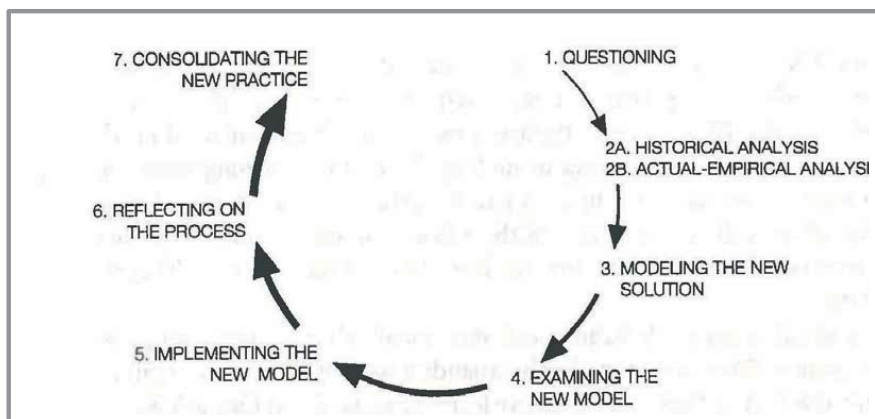 1. QUESTIONING
2A. HISTORICAL ANALYSIS
2B. ACTUAL-EMPIRICAL ANALYSIS
3. MODELING THE NEW
SOLUTION
4. EXAMINING THE
NEW MODEL
5. IMPLEMENTING THE
NEW MODEL
6. REFLECTING ON
THE PROCESS
7. CONSOLIDATING THE
NEW PRACTICE